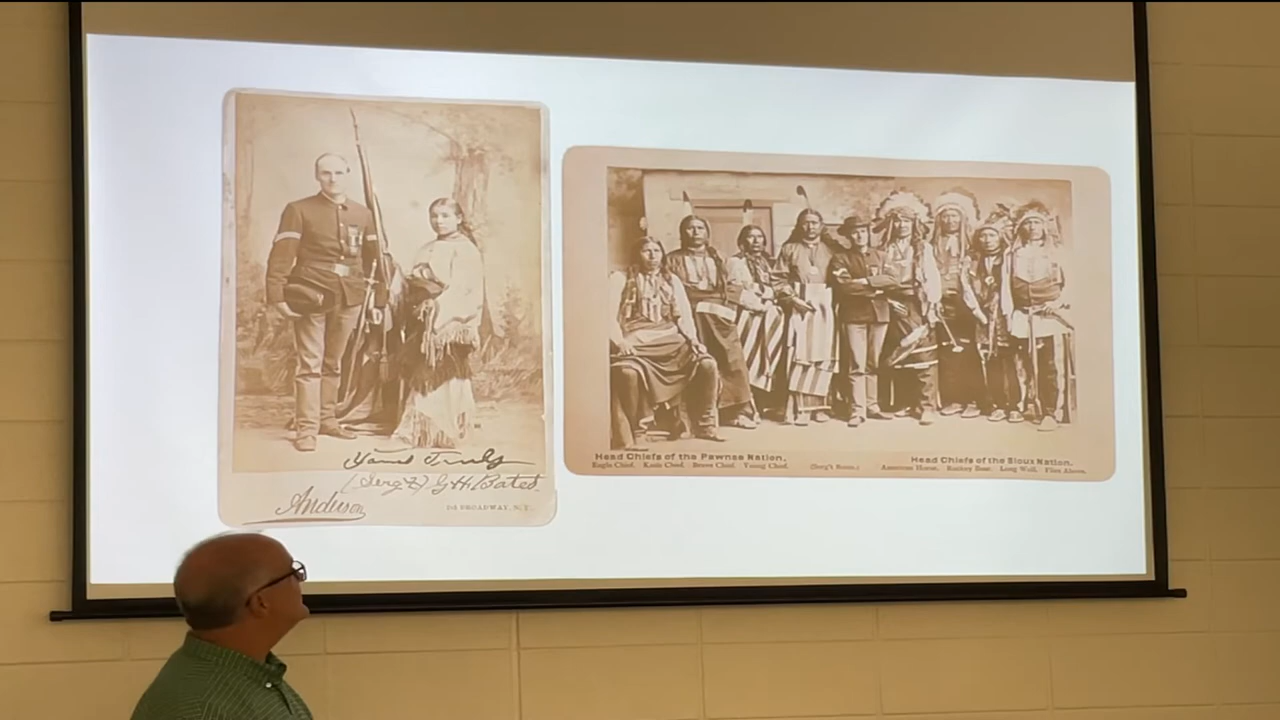 Yours Truly
(Serg't) G.H. Bates.
Anderson
BROADWAY, N.Y.
Head Chiefs of the Pawnee Nation.
Eagle Chief. Knife Chief. Brave Chief. Young Chief.
(Serg't Bates.)
Head Chiefs of the Sioux Nation.
American Horse. Rocky Bear. Long Wolf. Flies Above.